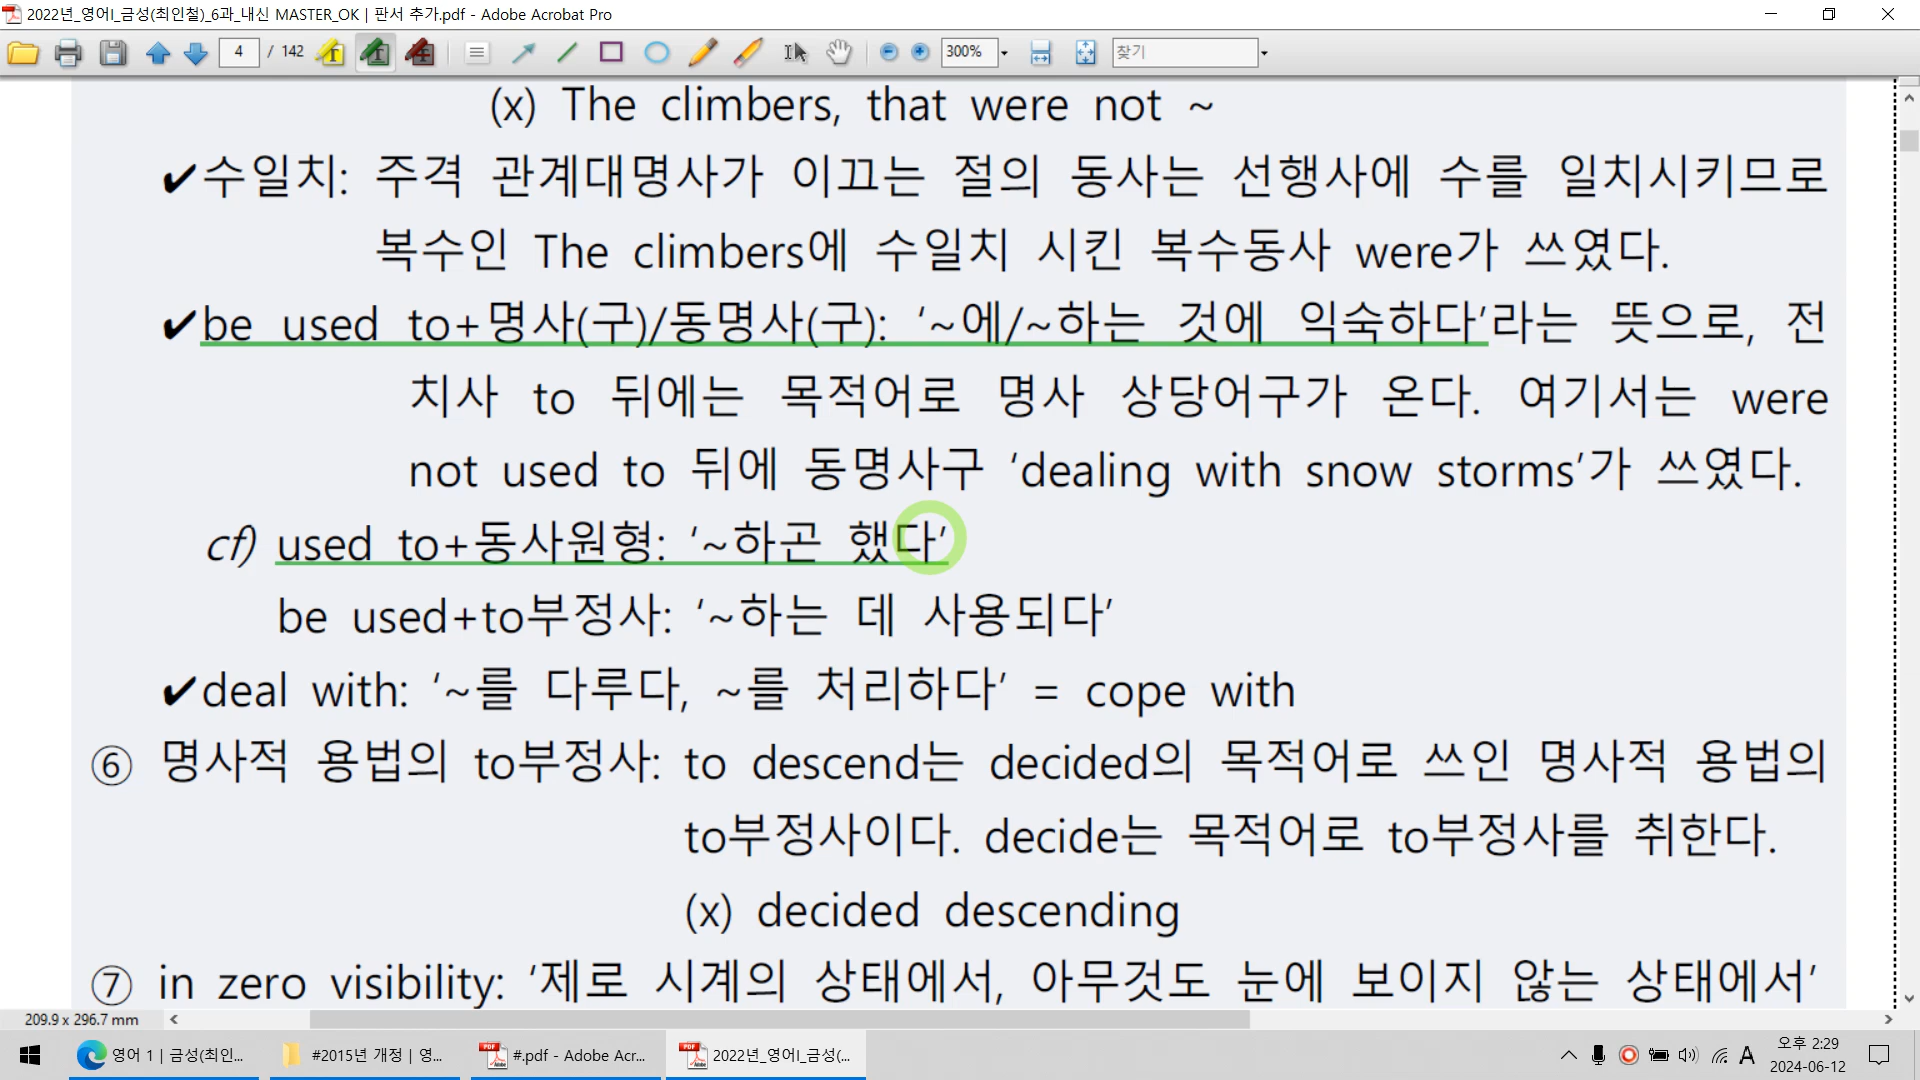 2022년_영어I_금성(최인철)_6과_내신 MASTER_OK | 판서 추가.pdf - Adobe Acrobat Pro
4 / 142
300%
찾기
(x) The climbers, that were not ~
✔수일치: 주격 관계대명사가 이끄는 절의 동사는 선행사에 수를 일치시키므로
복수인 The climbers에 수일치 시킨 복수동사 were가 쓰였다.
✔be used to+명사(구)/동명사(구): ‘~에/~하는 것에 익숙하다’라는 뜻으로, 전
치사 to 뒤에는 목적어로 명사 상당어구가 온다. 여기서는 were
not used to 뒤에 동명사구 ‘dealing with snow storms’가 쓰였다.
cf) used to+동사원형: ‘~하곤 했다’
be used+to부정사: ‘~하는 데 사용되다’
✔deal with: ‘~를 다루다, ~를 처리하다’ = cope with
⑥ 명사적 용법의 to부정사: to descend는 decided의 목적어로 쓰인 명사적 용법의
to부정사이다. decide는 목적어로 to부정사를 취한다.
(x) decided descending
⑦ in zero visibility: ‘제로 시계의 상태에서, 아무것도 눈에 보이지 않는 상태에서’
209.9 x 296.7 mm
영어 1 | 금성(최인...
#2015년 개정 | 영...
#.pdf - Adobe Acr...
2022년_영어I_금성(...
A
오후 2:29
2024-06-12